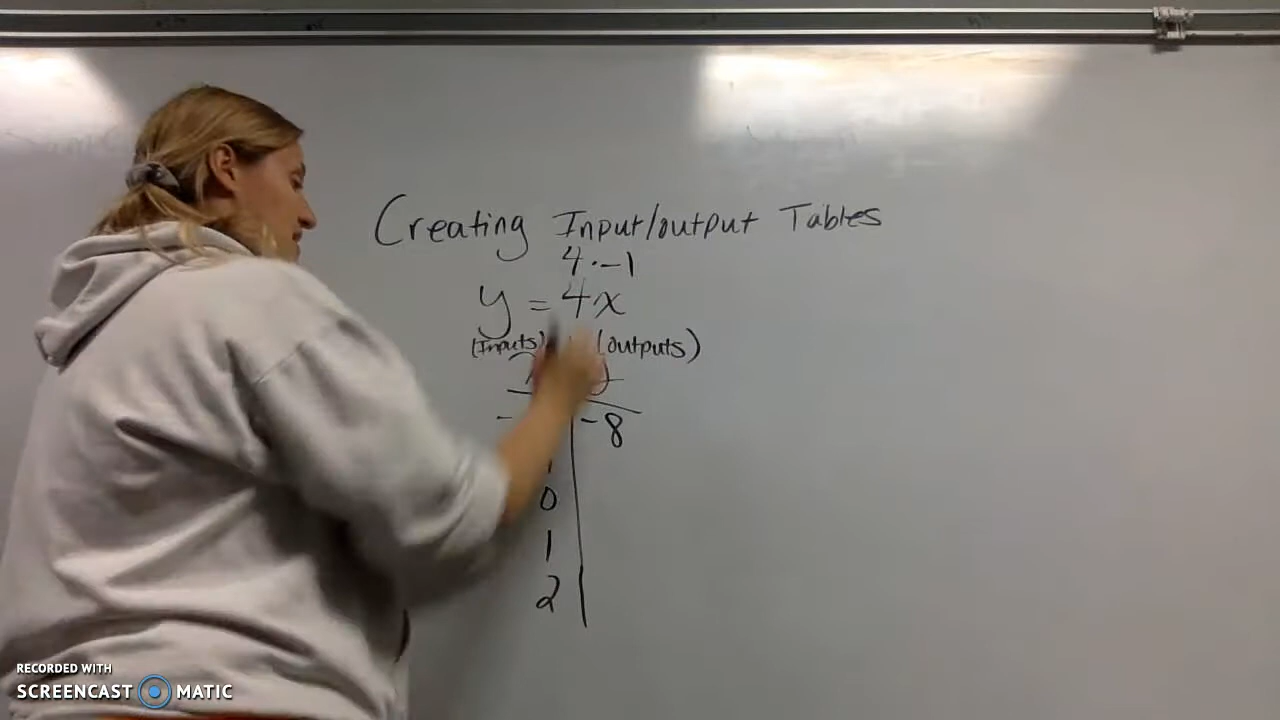 Creating Input/output Tables
4·-1
y = 4x
(Inputs) (outputs)
y
- -8
0
1
2
RECORDED WITH
SCREENCAST MATIC